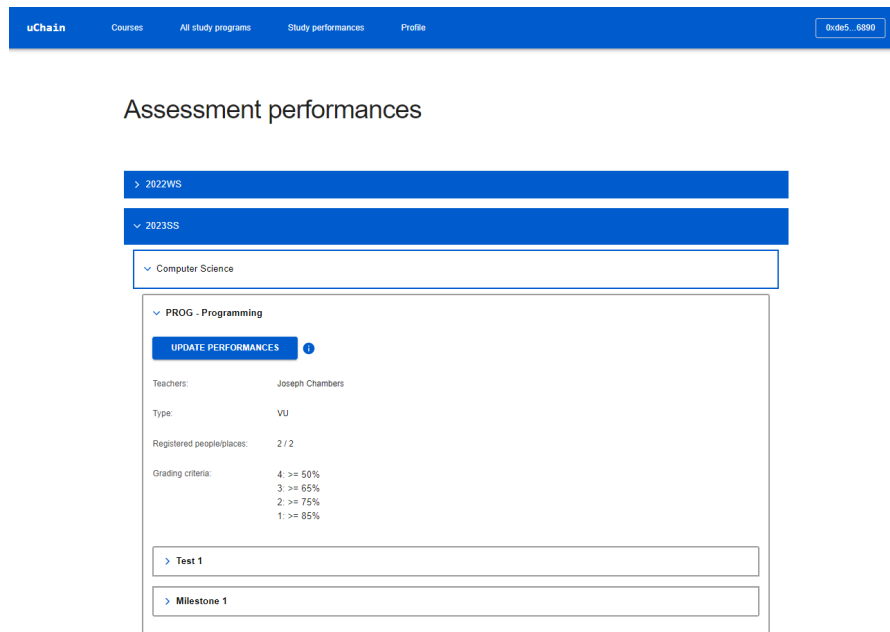 uChain Courses All study programs Study performances Profile 0xde5...6890
Assessment performances
2022WS
2023SS
Computer Science
PROG - Programming
UPDATE PERFORMANCES i
Teachers: Joseph Chambers
Type: VU
Registered people/places: 2 / 2
Grading criteria: 4: >= 50%
3: >= 65%
2: >= 75%
1: >= 85%
Test 1
Milestone 1